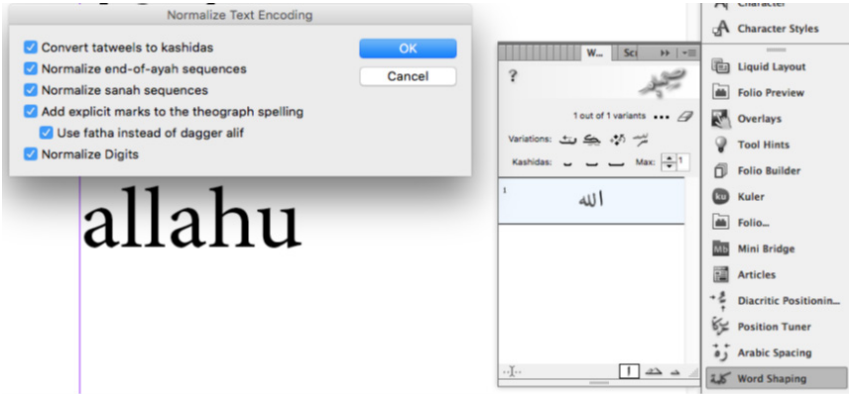 Normalize Text Encoding
Convert tatweels to kashidas
Normalize end-of-ayah sequences
Normalize sanah sequences
Add explicit marks to the theograph spelling
Use fatha instead of dagger alif
Normalize Digits
OK
Cancel
allahu
W...
Sci
?
1 out of 1 variants
Variations:
Kashidas:
Max:
1
1
الله
Character
Character Styles
Liquid Layout
Folio Preview
Overlays
Tool Hints
Folio Builder
ku Kuler
Folio...
Mb Mini Bridge
Articles
Diacritic Positionin...
Position Tuner
Arabic Spacing
Word Shaping